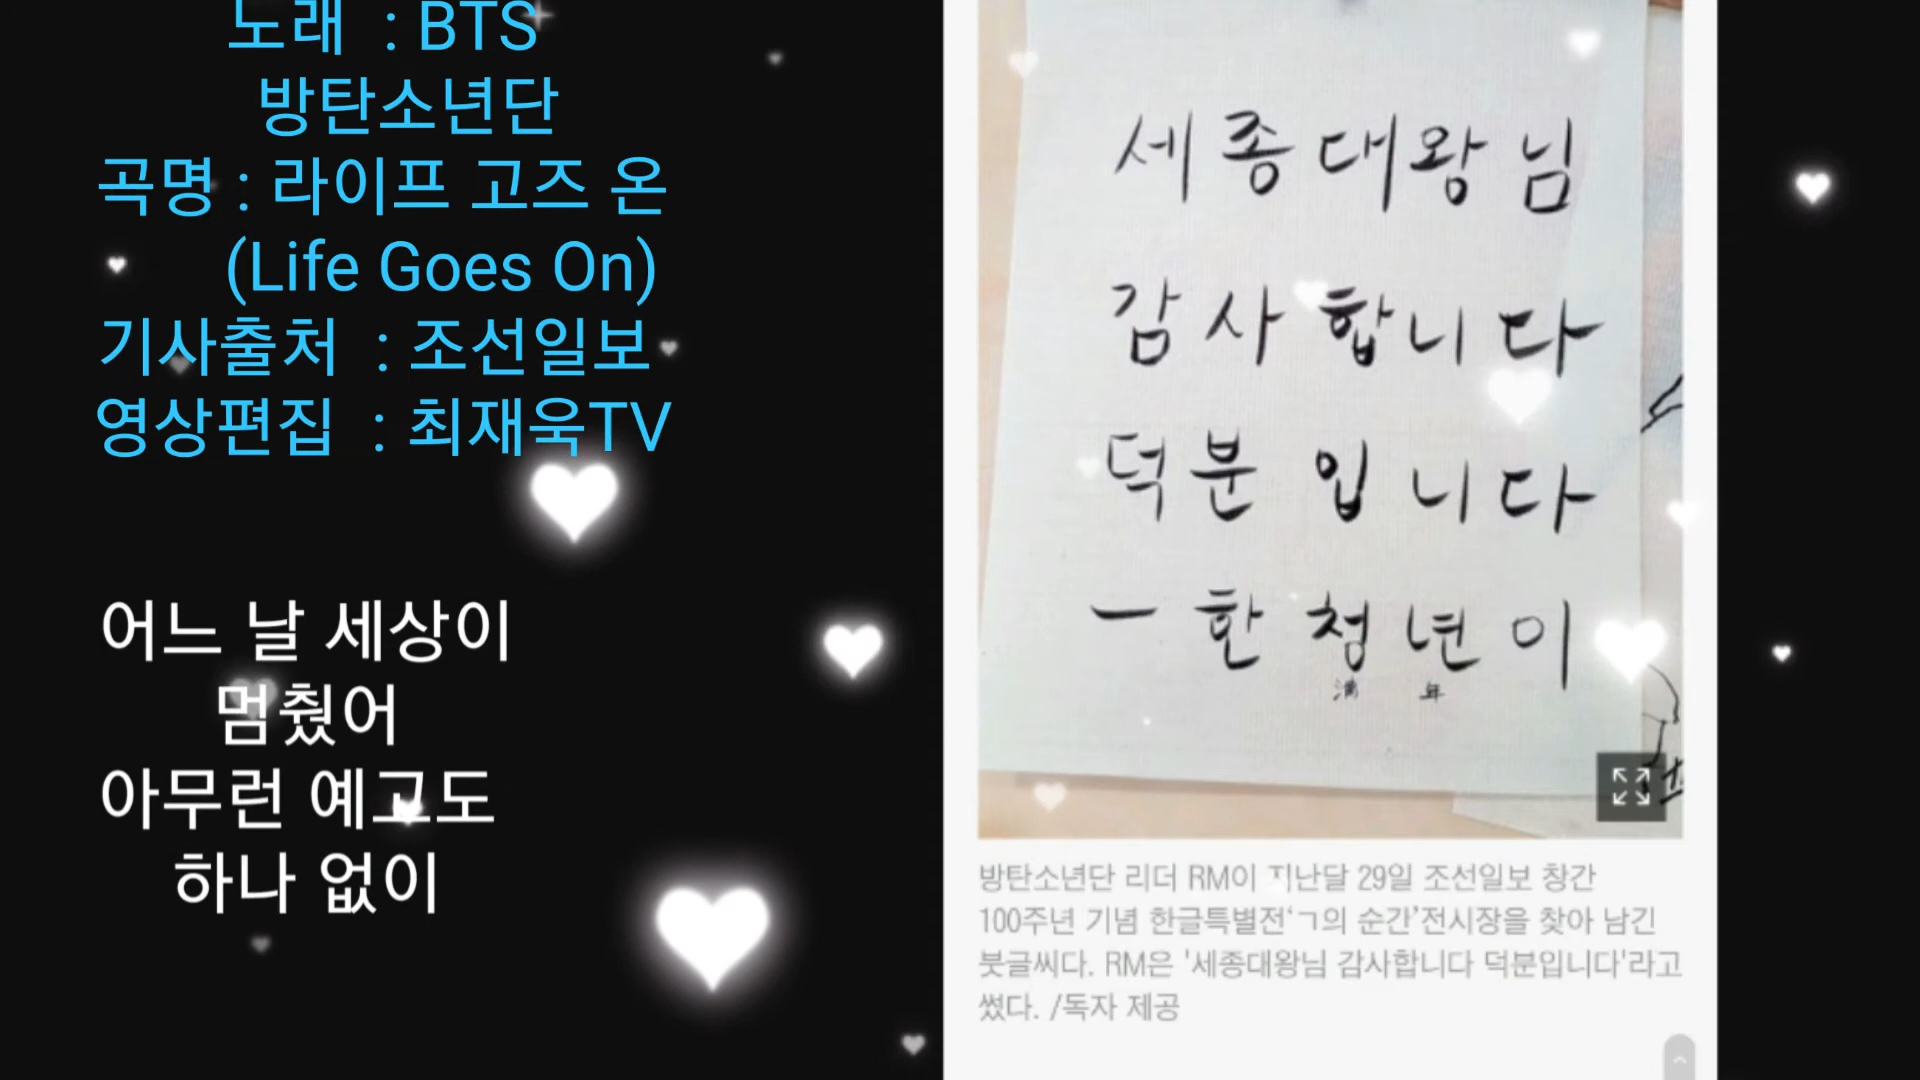 노래 : BTS
방탄소년단
곡명 : 라이프 고즈 온
(Life Goes On)
기사출처 : 조선일보
영상편집 : 최재욱TV
어느 날 세상이
멈췄어
아무런 예고도
하나 없이
세종대왕님
감사합니다
덕분입니다
ㅡ한청년이
年
방탄소년단 리더 RM이 지난달 29일 조선일보 창간
100주년 기념 한글특별전‘ㄱ의 순간’전시장을 찾아 남긴
붓글씨다. RM은 '세종대왕님 감사합니다 덕분입니다'라고
썼다. /독자 제공